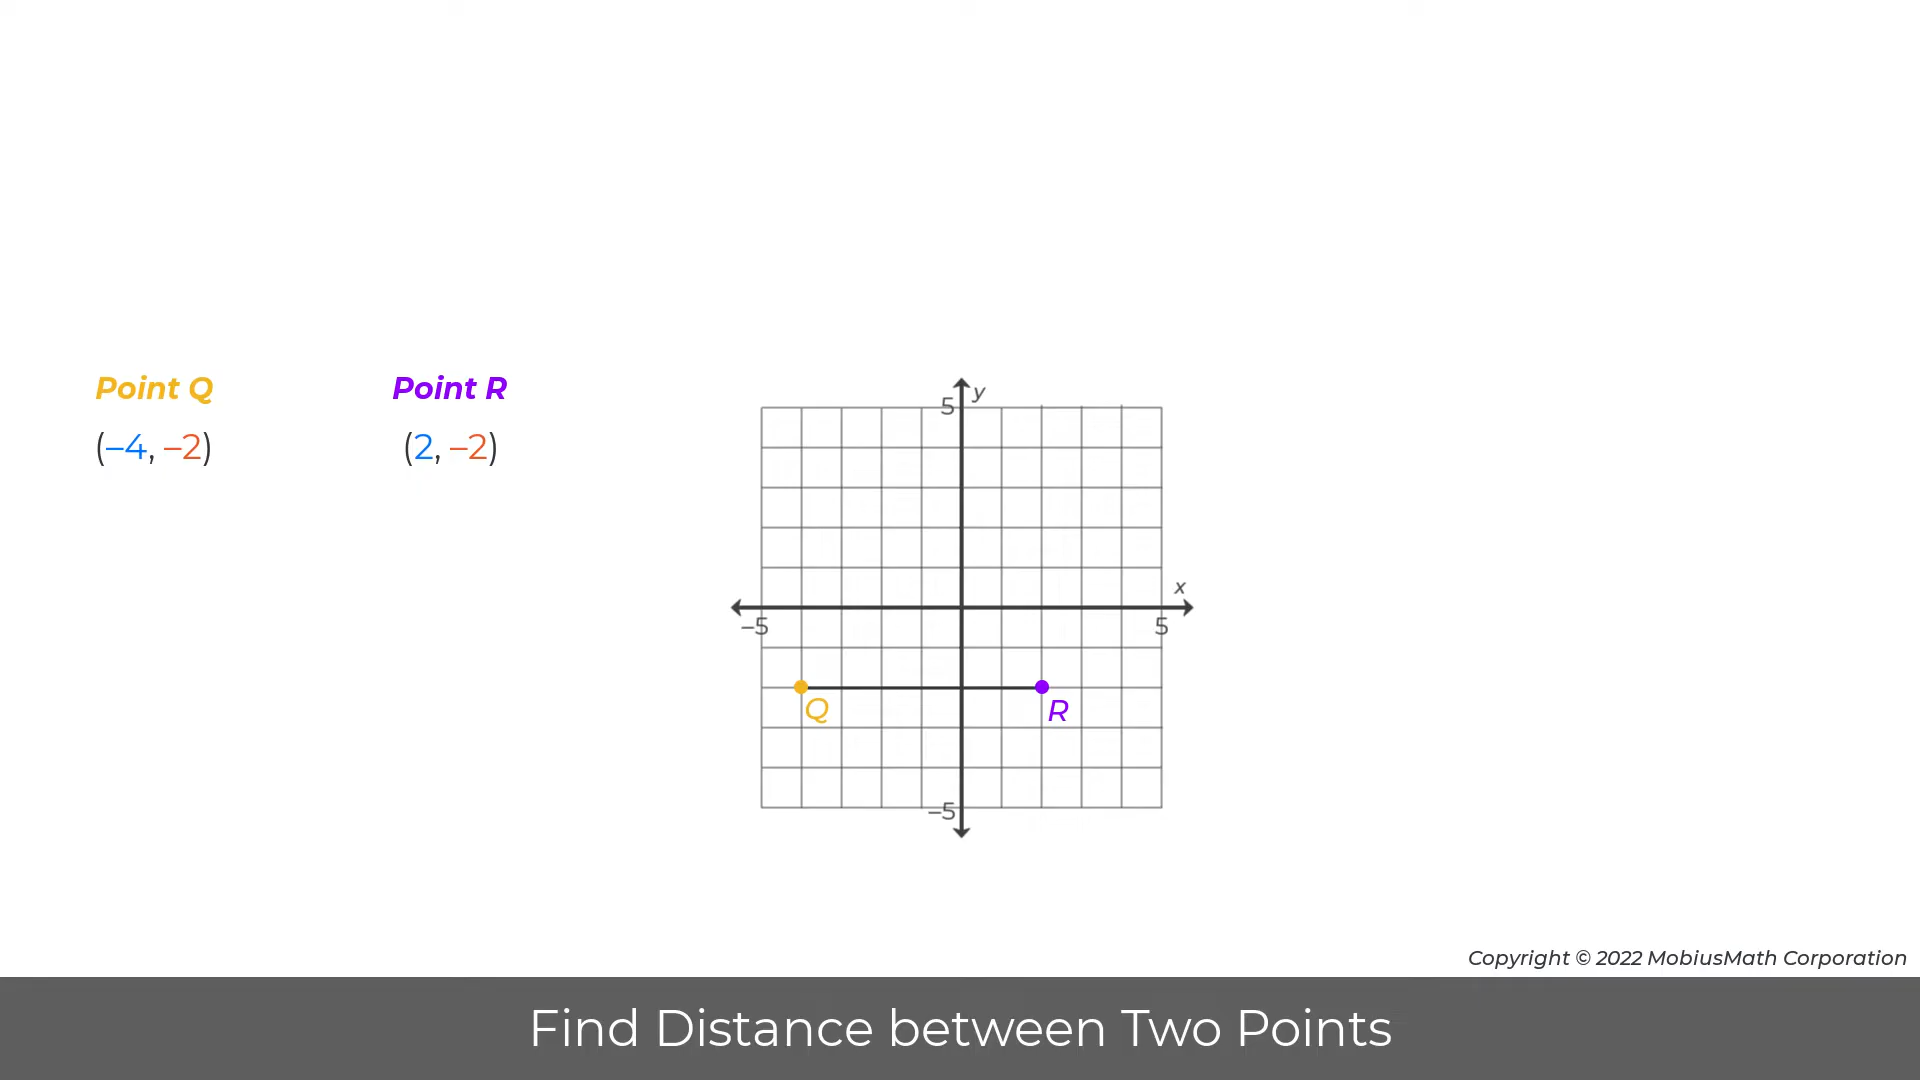 Point Q
Point R
(–4, –2)
(2, –2)
y
5
x
–5
5
Q
R
–5
Copyright © 2022 MobiusMath Corporation
Find Distance between Two Points